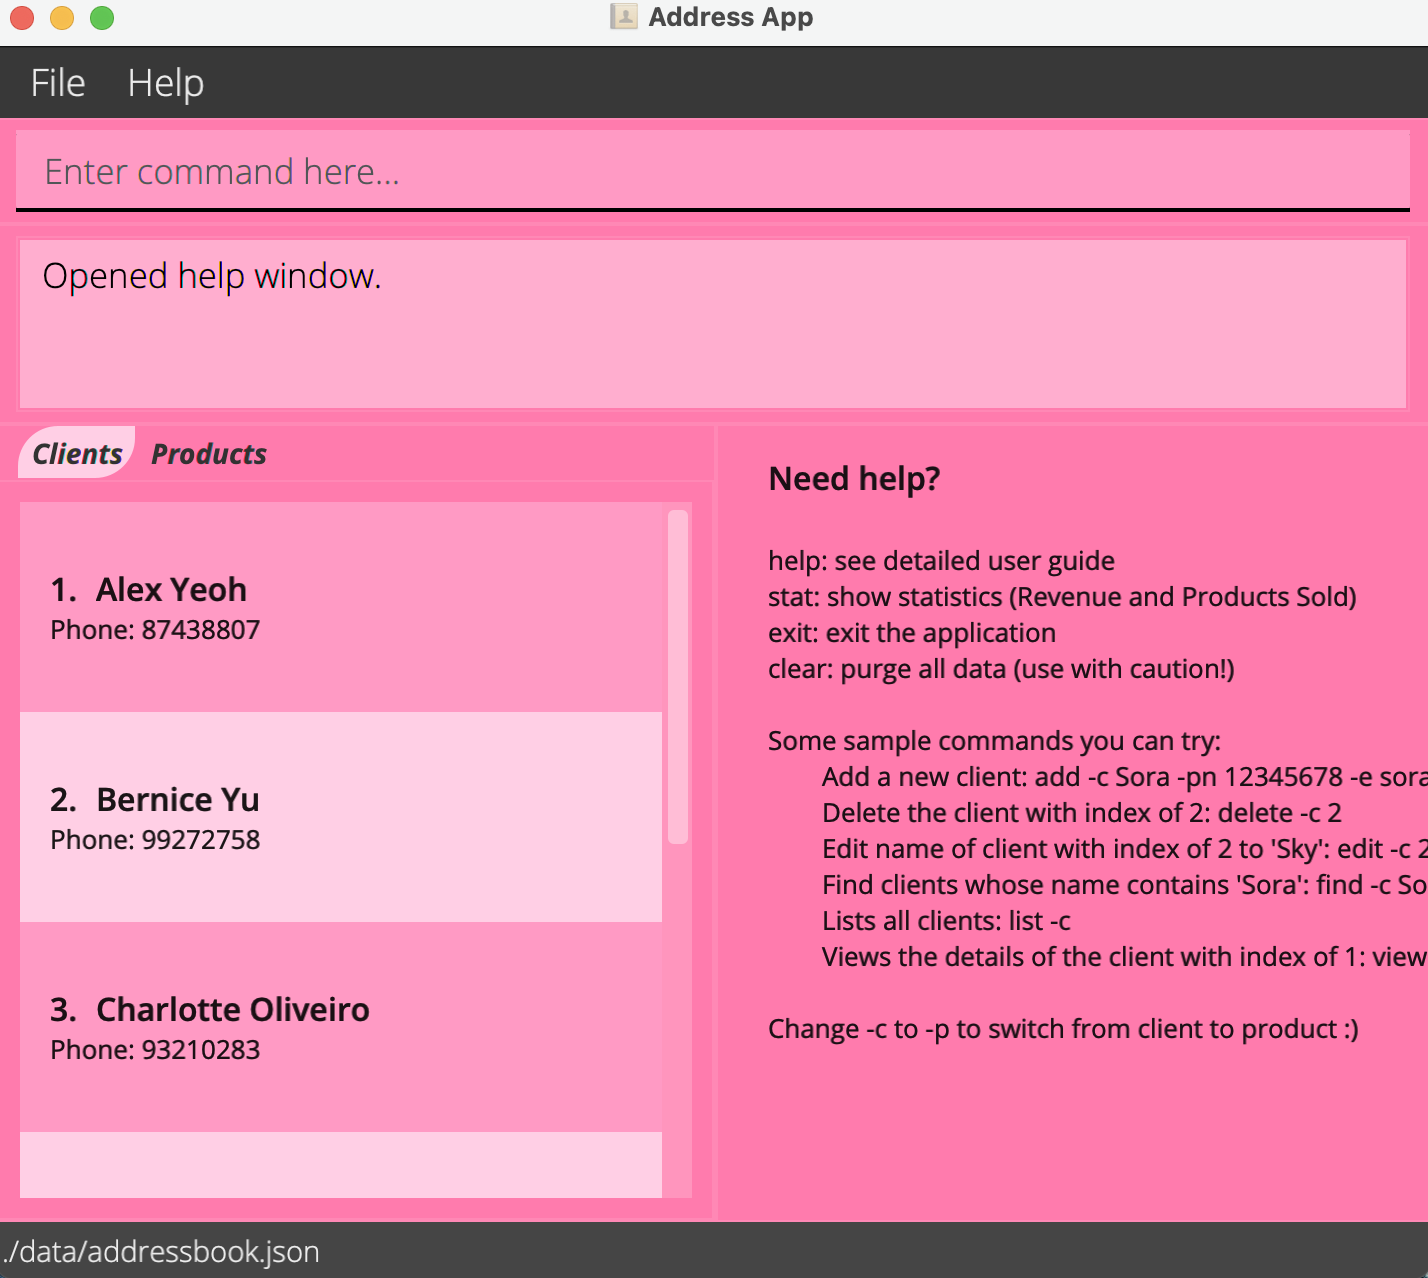 Address App
File Help
Enter command here...
Opened help window.
Clients Products
1. Alex Yeoh
Phone: 87438807
2. Bernice Yu
Phone: 99272758
3. Charlotte Oliveiro
Phone: 93210283
Need help?
help: see detailed user guide
stat: show statistics (Revenue and Products Sold)
exit: exit the application
clear: purge all data (use with caution!)
Some sample commands you can try:
Add a new client: add -c Sora -pn 12345678 -e sora
Delete the client with index of 2: delete -c 2
Edit name of client with index of 2 to 'Sky': edit -c 2
Find clients whose name contains 'Sora': find -c So
Lists all clients: list -c
Views the details of the client with index of 1: view
Change -c to -p to switch from client to product :)
./data/addressbook.json